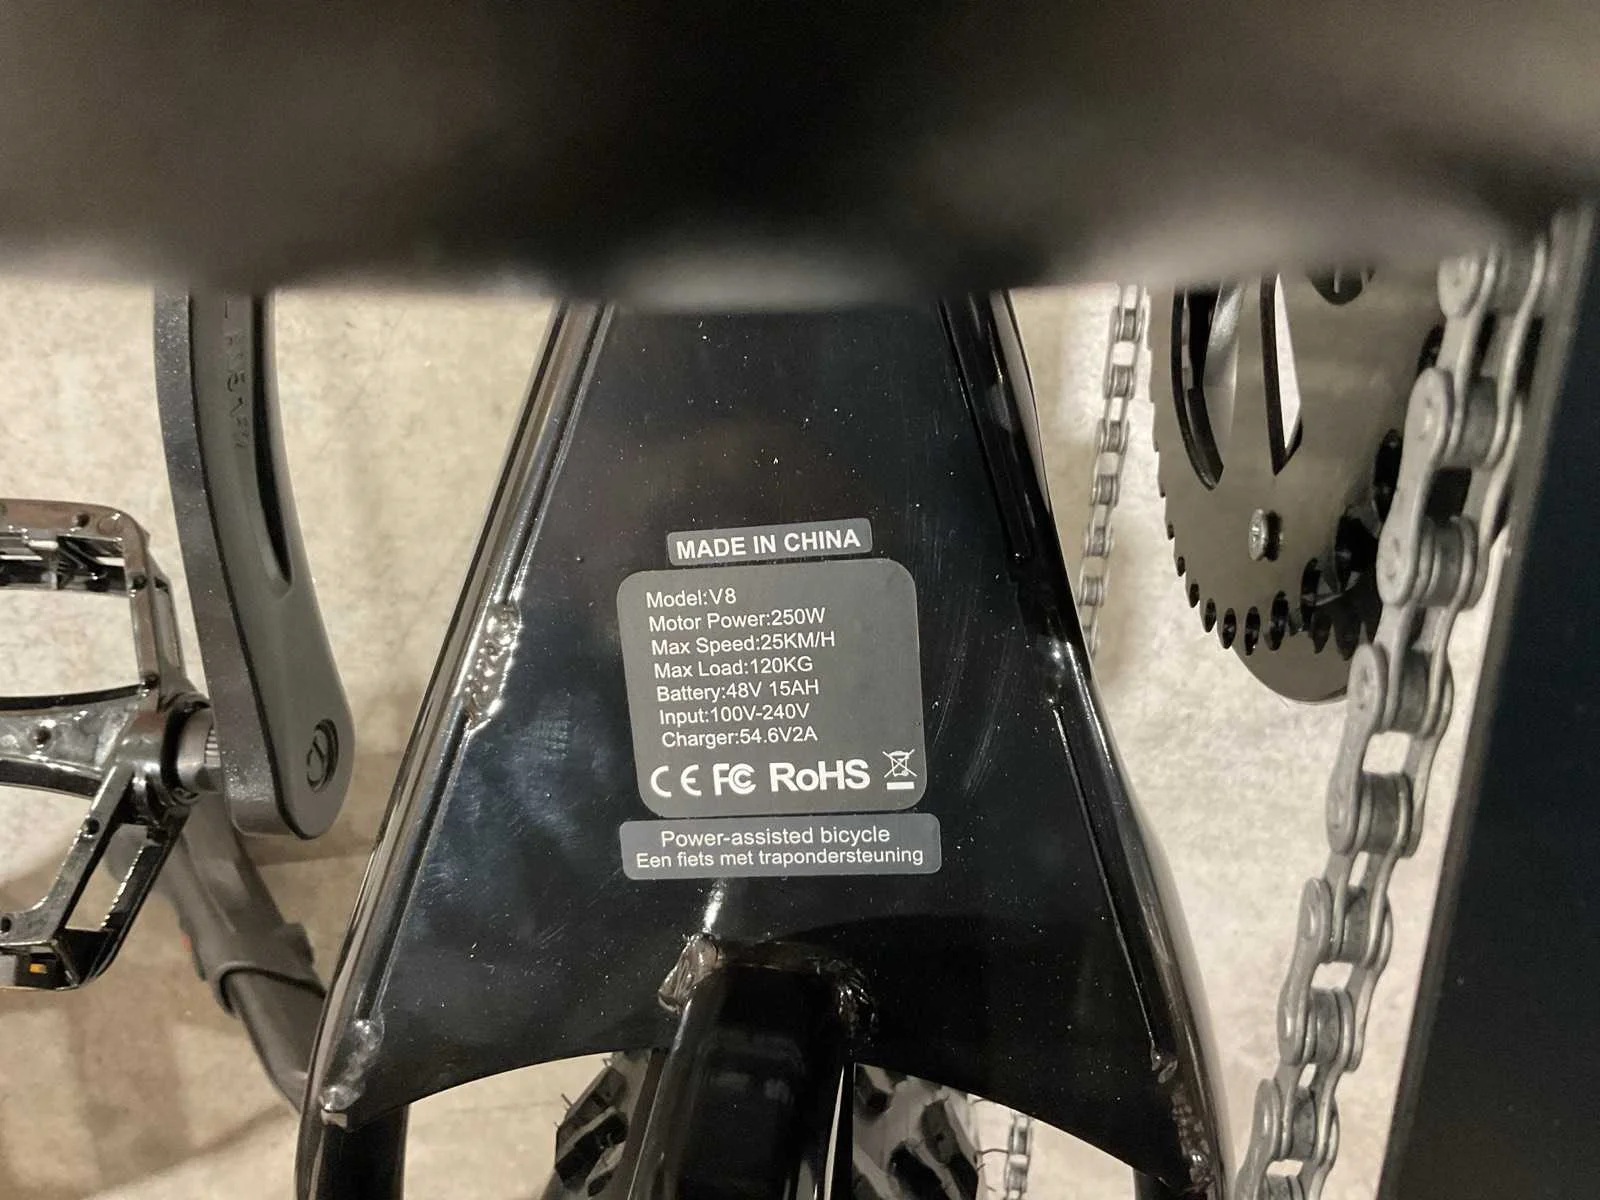 MADE IN CHINA
Model:V8
Motor Power:250W
Max Speed:25KM/H
Max Load:120KG
Battery:48V 15AH
Input:100V-240V
Charger:54.6V2A
CE FC RoHS
Power-assisted bicycle
Een fiets met trapondersteuning